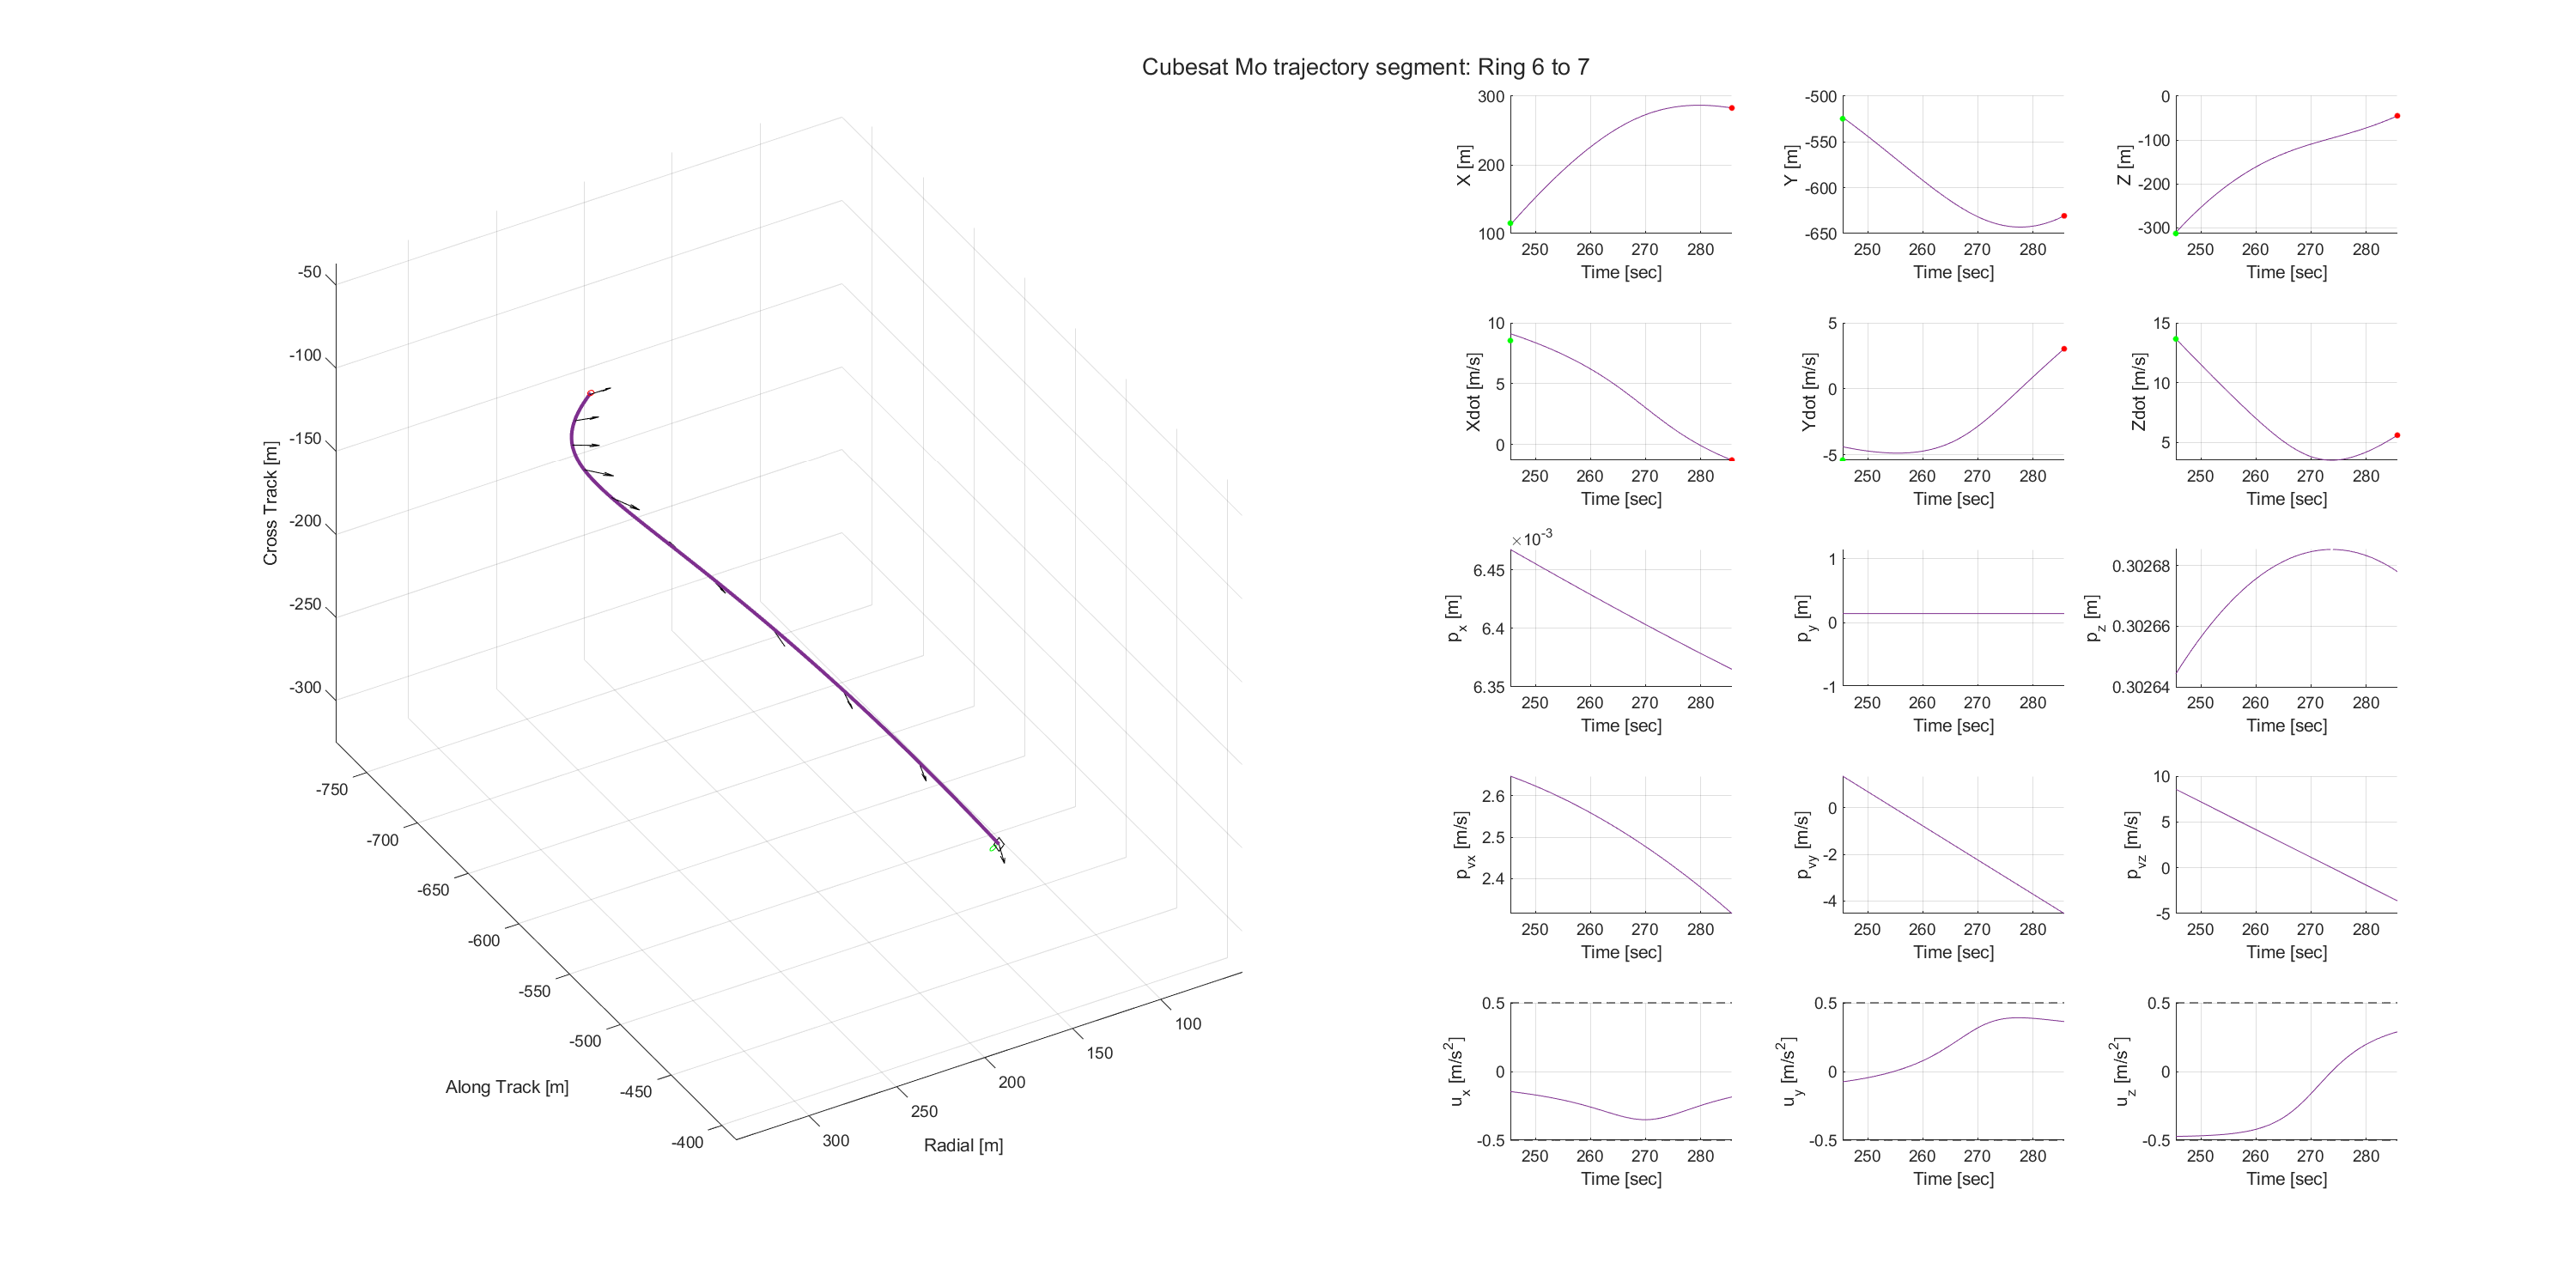 Cubesat Mo trajectory segment: Ring 6 to 7
-50
-100
-150
-200
-250
-300
Cross Track [m]
-750
-700
-650
-600
-550
-500
-450
-400
Along Track [m]
300
250
200
150
100
Radial [m]
300
200
100
X [m]
250 260 270 280
Time [sec]
-500
-550
-600
-650
Y [m]
250 260 270 280
Time [sec]
0
-100
-200
-300
Z [m]
250 260 270 280
Time [sec]
10
5
0
Xdot [m/s]
250 260 270 280
Time [sec]
5
0
-5
Ydot [m/s]
250 260 270 280
Time [sec]
15
10
5
Zdot [m/s]
250 260 270 280
Time [sec]
×10-3
6.45
6.4
6.35
px [m]
250 260 270 280
Time [sec]
1
0
-1
py [m]
250 260 270 280
Time [sec]
0.30268
0.30266
0.30264
pz [m]
250 260 270 280
Time [sec]
2.6
2.5
2.4
pvx [m/s]
250 260 270 280
Time [sec]
0
-2
-4
pvy [m/s]
250 260 270 280
Time [sec]
10
5
0
-5
pvz [m/s]
250 260 270 280
Time [sec]
0.5
0
-0.5
ux [m/s2]
250 260 270 280
Time [sec]
0.5
0
-0.5
uy [m/s2]
250 260 270 280
Time [sec]
0.5
0
-0.5
uz [m/s2]
250 260 270 280
Time [sec]